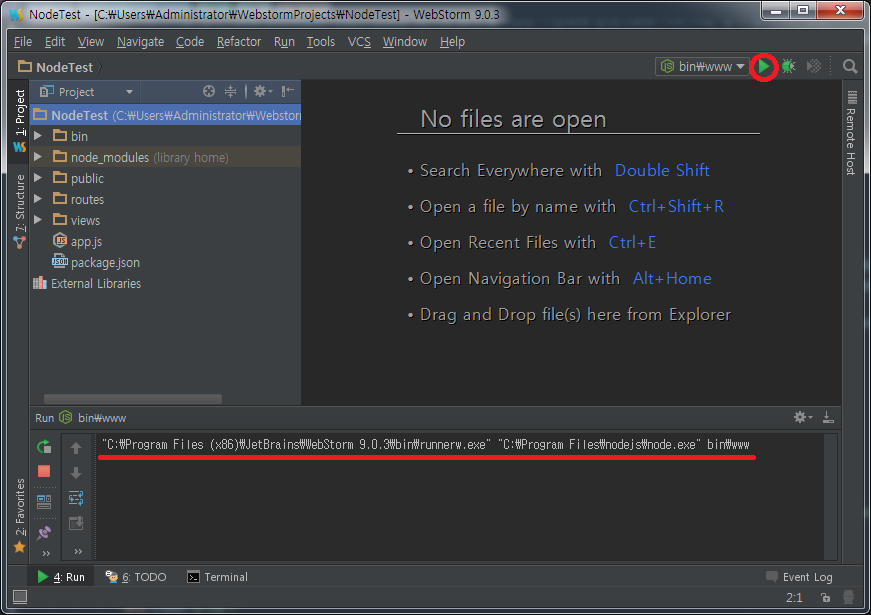 NodeTest - [C:₩Users₩Administrator₩WebstormProjects₩NodeTest] - WebStorm 9.0.3
File Edit View Navigate Code Refactor Run Tools VCS Window Help
NodeTest
bin₩www
1: Project
7: Structure
2: Favorites
Project
NodeTest (C:₩Users₩Administrator₩Webstor
bin
node_modules (library home)
public
routes
views
app.js
package.json
External Libraries
No files are open
• Search Everywhere with Double Shift
• Open a file by name with Ctrl+Shift+R
• Open Recent Files with Ctrl+E
• Open Navigation Bar with Alt+Home
• Drag and Drop file(s) here from Explorer
Remote Host
Run bin₩www
"C:₩Program Files (x86)₩JetBrains₩WebStorm 9.0.3₩bin₩runnerw.exe" "C:₩Program Files₩nodejs₩node.exe" bin₩www
4: Run 6: TODO Terminal Event Log
2:1